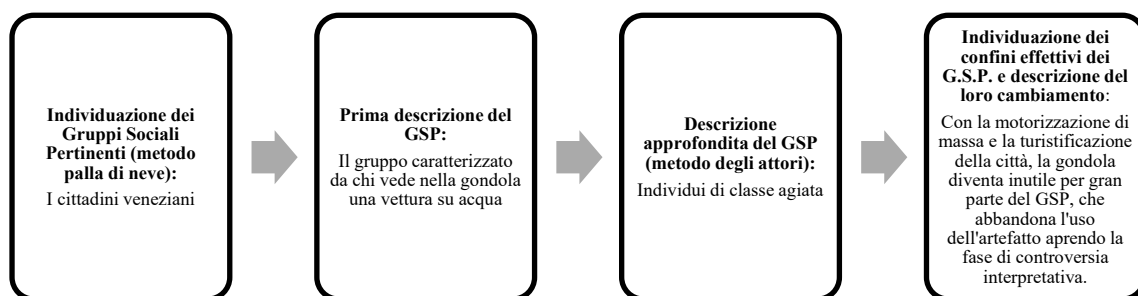 Individuazione dei
Gruppi Sociali
Pertinenti (metodo
palla di neve):
I cittadini veneziani
Prima descrizione del
GSP:
Il gruppo caratterizzato
da chi vede nella gondola
una vettura su acqua
Descrizione
approfondita del GSP
(metodo degli attori):
Individui di classe agiata
Individuazione dei
confini effettivi dei
G.S.P. e descrizione del
loro cambiamento:
Con la motorizzazione di
massa e la turistificazione
della città, la gondola
diventa inutile per gran
parte del GSP, che
abbandona l'uso
dell'artefatto aprendo la
fase di controversia
interpretativa.